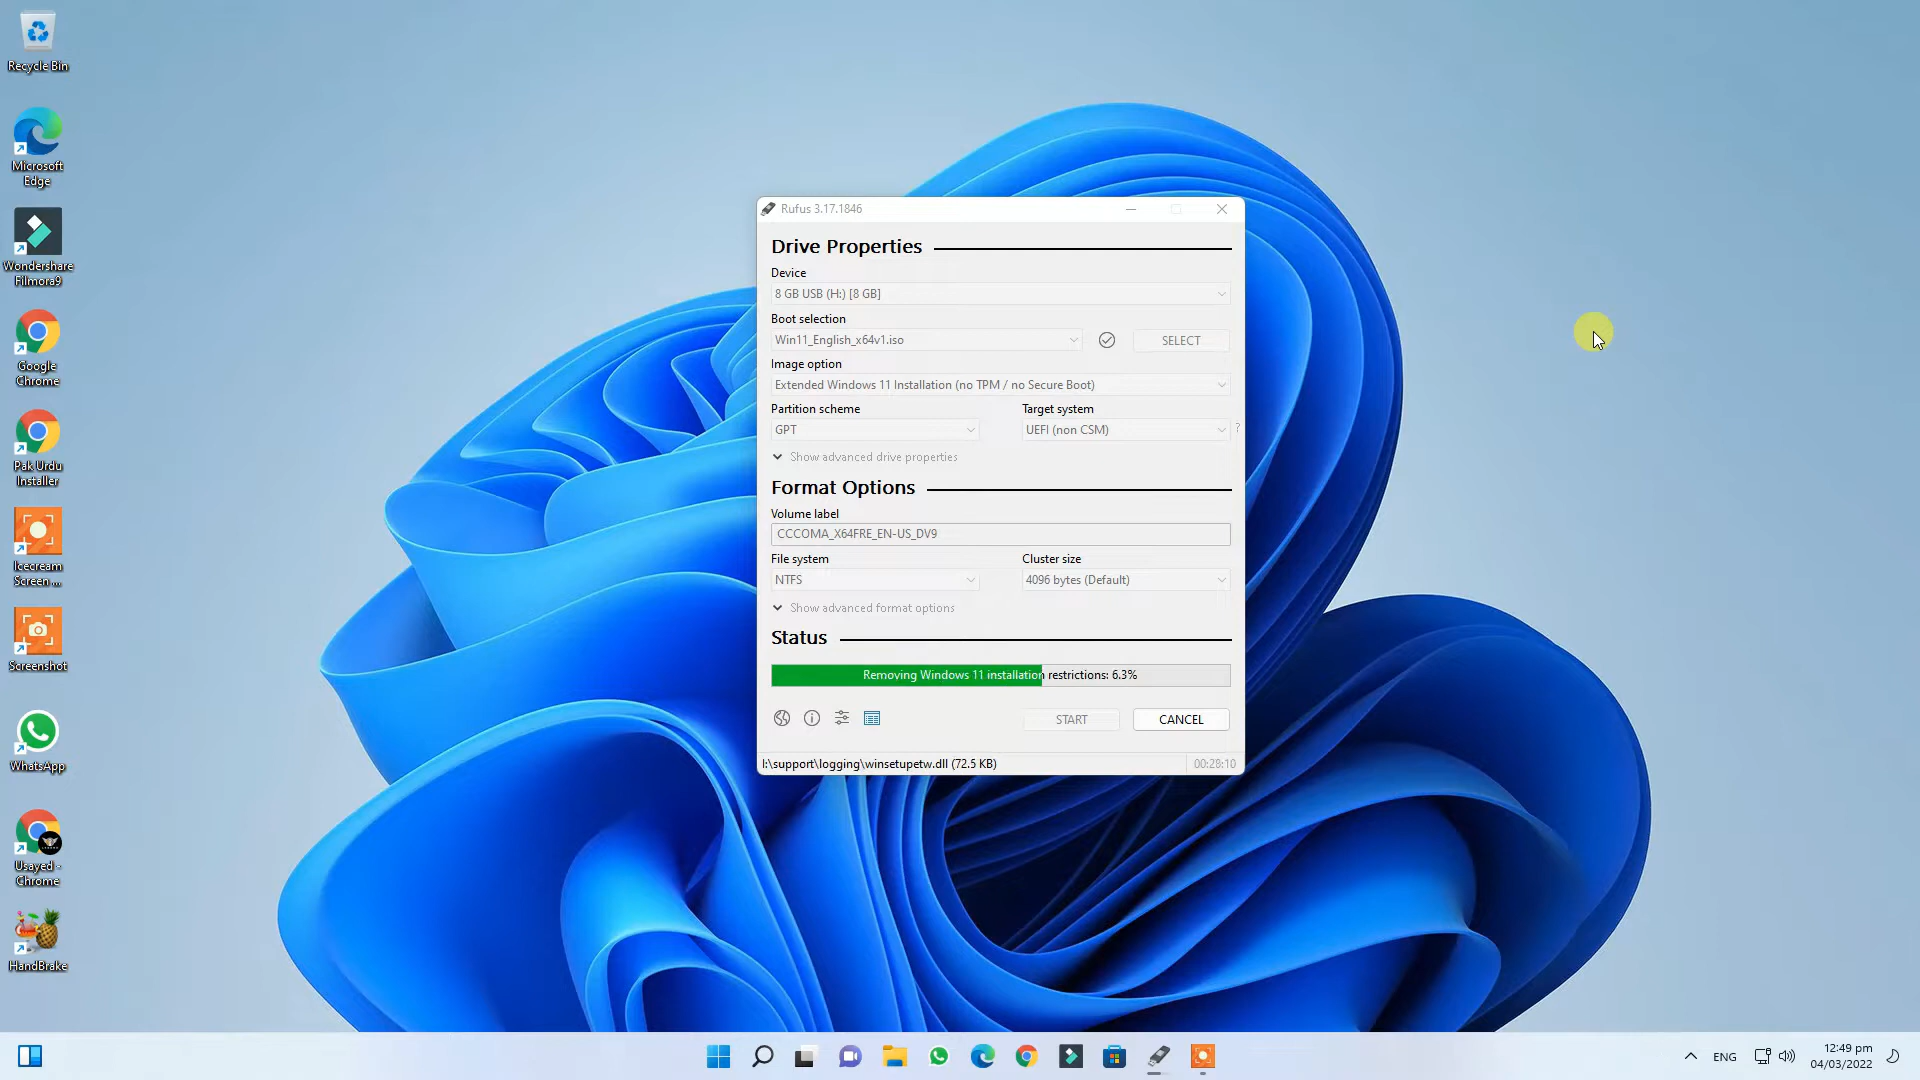 Recycle Bin
Microsoft
Edge
Wondershare
Filmora9
Google
Chrome
Pak Urdu
Installer
Icecream
Screen ...
Screenshot
WhatsApp
Usayed -
Chrome
HandBrake
Rufus 3.17.1846
Drive Properties
Device
8 GB USB (H:) [8 GB]
Boot selection
Win11_English_x64v1.iso
SELECT
Image option
Extended Windows 11 Installation (no TPM / no Secure Boot)
Partition scheme
Target system
GPT
UEFI (non CSM)
?
Show advanced drive properties
Format Options
Volume label
CCCOMA_X64FRE_EN-US_DV9
File system
Cluster size
NTFS
4096 bytes (Default)
Show advanced format options
Status
Removing Windows 11 installation restrictions: 6.3%
START
CANCEL
I:\support\logging\winsetupetw.dll (72.5 KB)
00:28:10
ENG
12:49 pm
04/03/2022